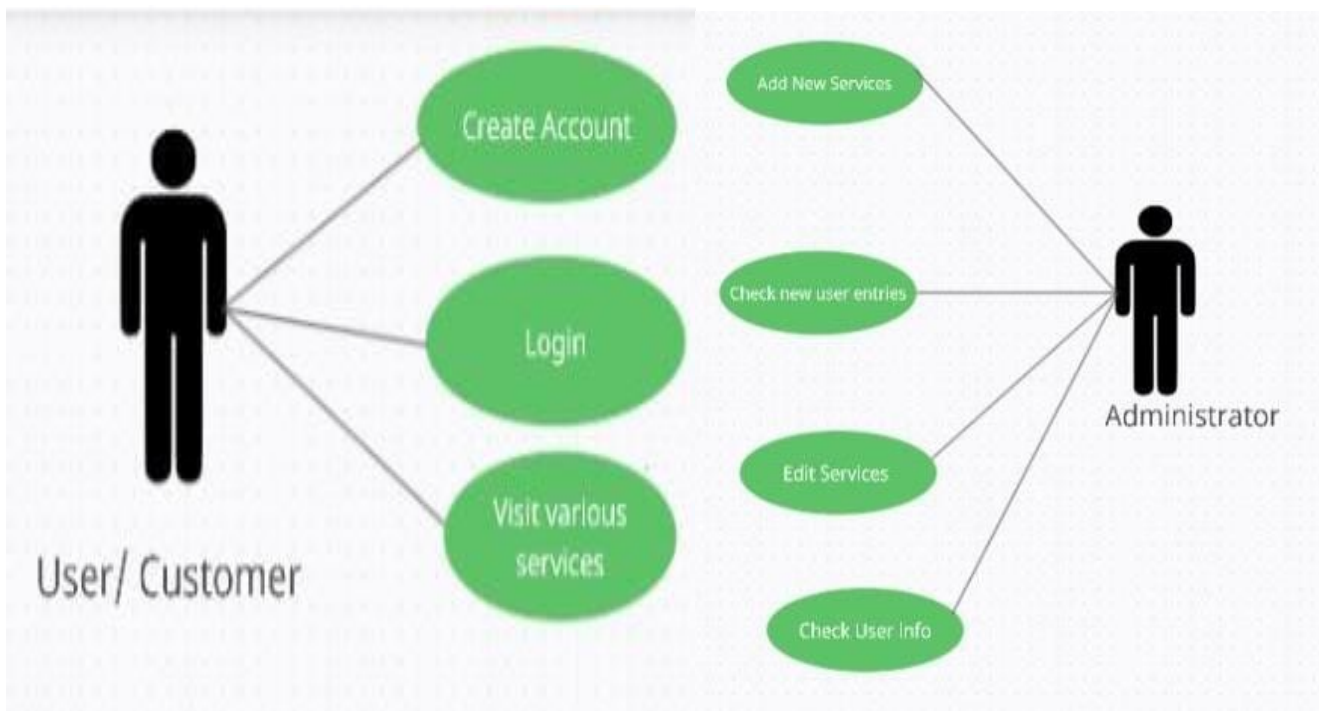 Create Account
Login
Visit various
services
User/ Customer
Add New Services
Check new user entries
Edit Services
Check User info
Administrator